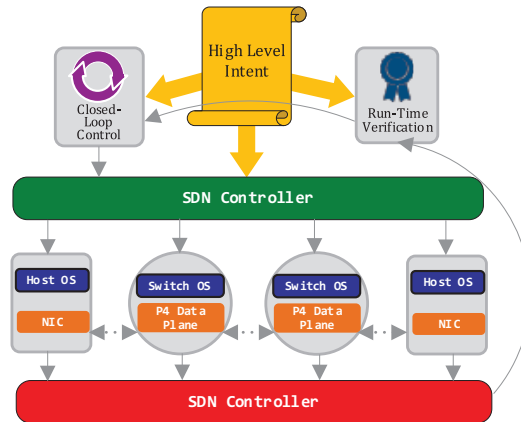 High Level
Intent
Closed-
Loop
Control
Run-Time
Verification
SDN Controller
Host OS
NIC
Switch OS
P4 Data
Plane
Switch OS
P4 Data
Plane
Host OS
NIC
SDN Controller